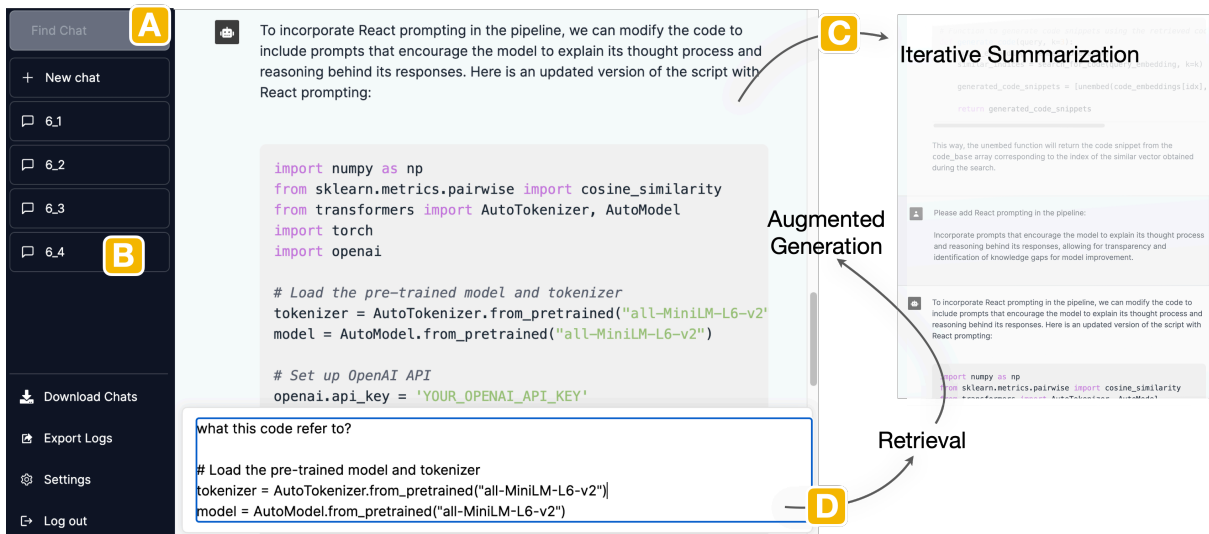 Find Chat
A
New chat
6_1
6_2
6_3
6_4
B
Download Chats
Export Logs
Settings
Log out
To incorporate React prompting in the pipeline, we can modify the code to
include prompts that encourage the model to explain its thought process and
reasoning behind its responses. Here is an updated version of the script with
React prompting:
import numpy as np
from sklearn.metrics.pairwise import cosine_similarity
from transformers import AutoTokenizer, AutoModel
import torch
import openai
# Load the pre-trained model and tokenizer
tokenizer = AutoTokenizer.from_pretrained("all-MiniLM-L6-v2"
model = AutoModel.from_pretrained("all-MiniLM-L6-v2")
# Set up OpenAI API
openai.api_key = 'YOUR_OPENAI_API_KEY'
what this code refer to?
# Load the pre-trained model and tokenizer
tokenizer = AutoTokenizer.from_pretrained("all-MiniLM-L6-v2")
model = AutoModel.from_pretrained("all-MiniLM-L6-v2")
C
D
Augmented
Generation
Retrieval
Iterative Summarization
generated_code_snippets = [unembed(code_embeddings[idx],
return generated_code_snippets
This way, the unembed function will return the code snippet from the
code_base array corresponding to the index of the similar vector obtained
during the search.
Please add React prompting in the pipeline:
Incorporate prompts that encourage the model to explain its thought process
and reasoning behind its responses, allowing for transparency and
identification of knowledge gaps for model improvement.
To incorporate React prompting in the pipeline, we can modify the code to
include prompts that encourage the model to explain its thought process and
reasoning behind its responses. Here is an updated version of the script with
React prompting:
import numpy as np
from sklearn.metrics.pairwise import cosine_similarity
from transformers import AutoTokenizer, AutoModel